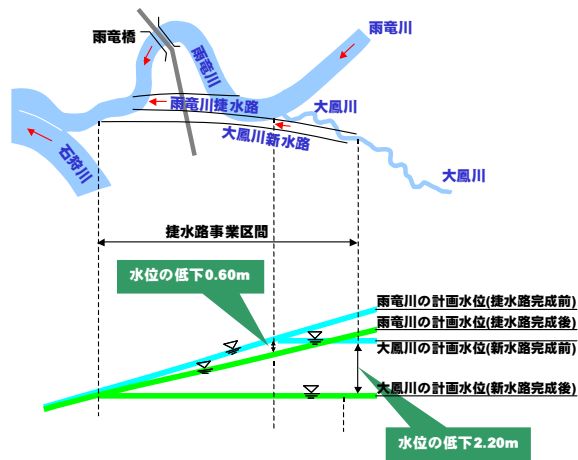 雨竜川
雨竜橋
雨竜川
雨竜川捷水路
大鳳川
大鳳川新水路
石狩川
大鳳川
捷水路事業区間
水位の低下0.60m
雨竜川の計画水位(捷水路完成前)
雨竜川の計画水位(捷水路完成後)
大鳳川の計画水位(新水路完成前)
大鳳川の計画水位(新水路完成後)
水位の低下2.20m